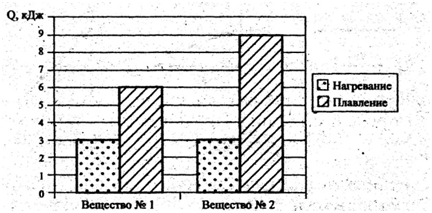 Q, кДж
9
8
7
6
5
4
3
2
1
0
Вещество № 1
Вещество № 2
Нагревание
Плавление